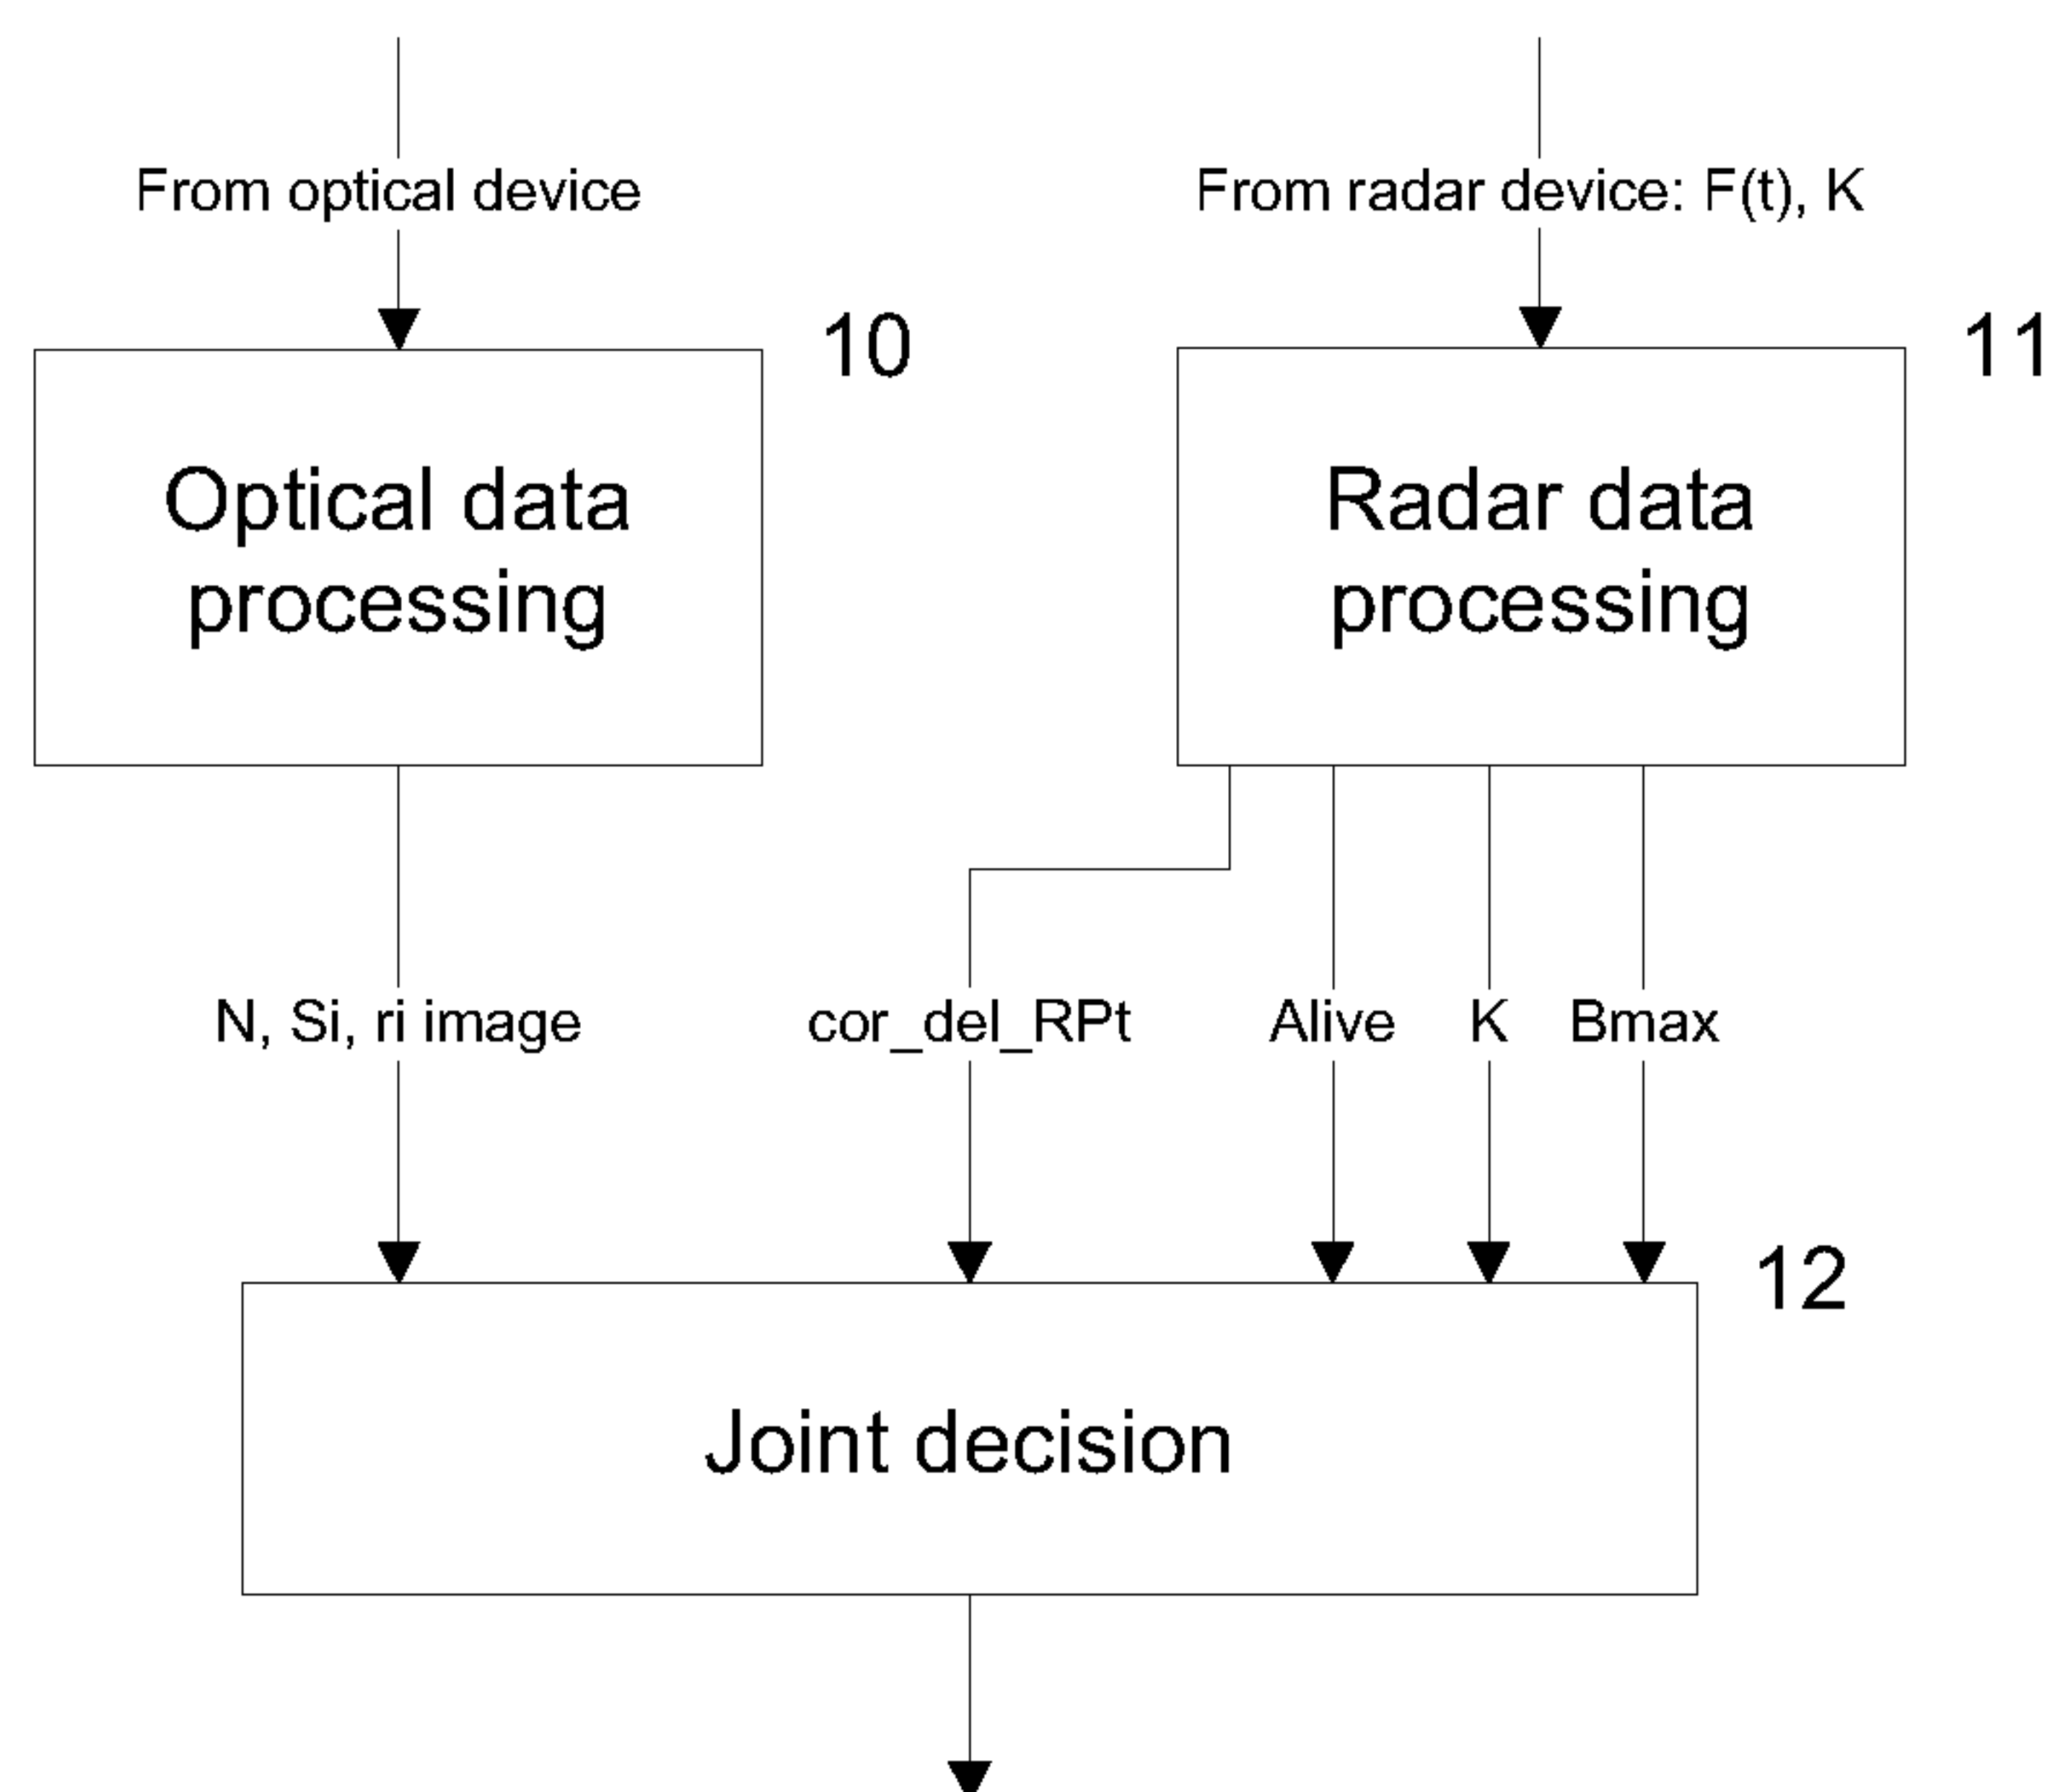 From optical device
From radar device: F(t), K
10
11
Optical data
processing
Radar data
processing
N, Si, ri image
cor_del_RPt
Alive
K
Bmax
12
Joint decision